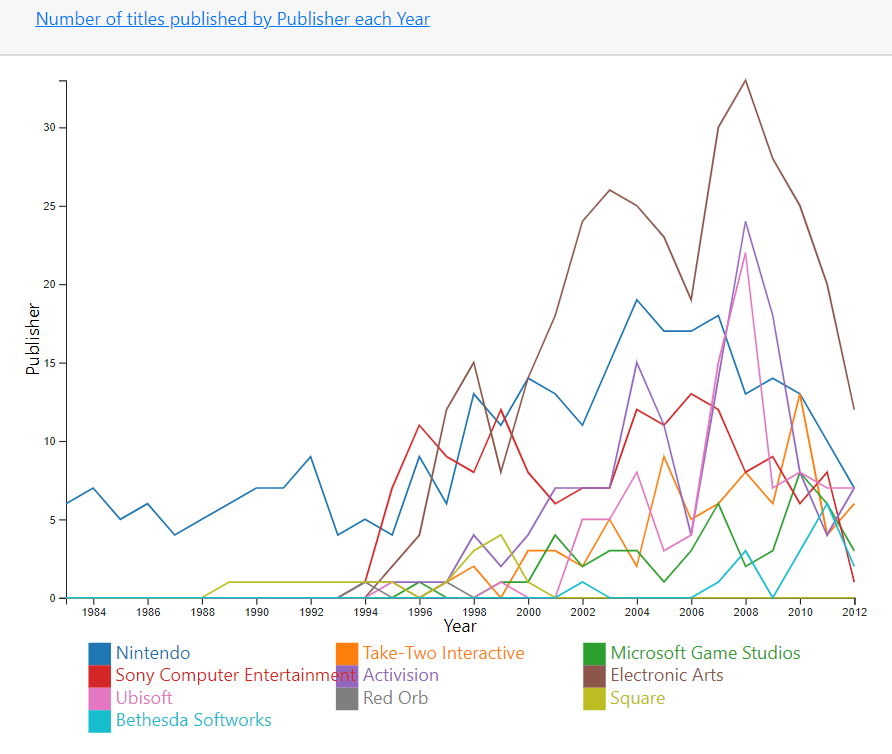 Number of titles published by Publisher each Year
30
25
20
15
10
5
0
Publisher
1984 1986 1988 1990 1992 1994 1996 1998 2000 2002 2004 2006 2008 2010 2012
Year
Nintendo Take-Two Interactive Microsoft Game Studios
Sony Computer Entertainment Activision Electronic Arts
Ubisoft Red Orb Square
Bethesda Softworks